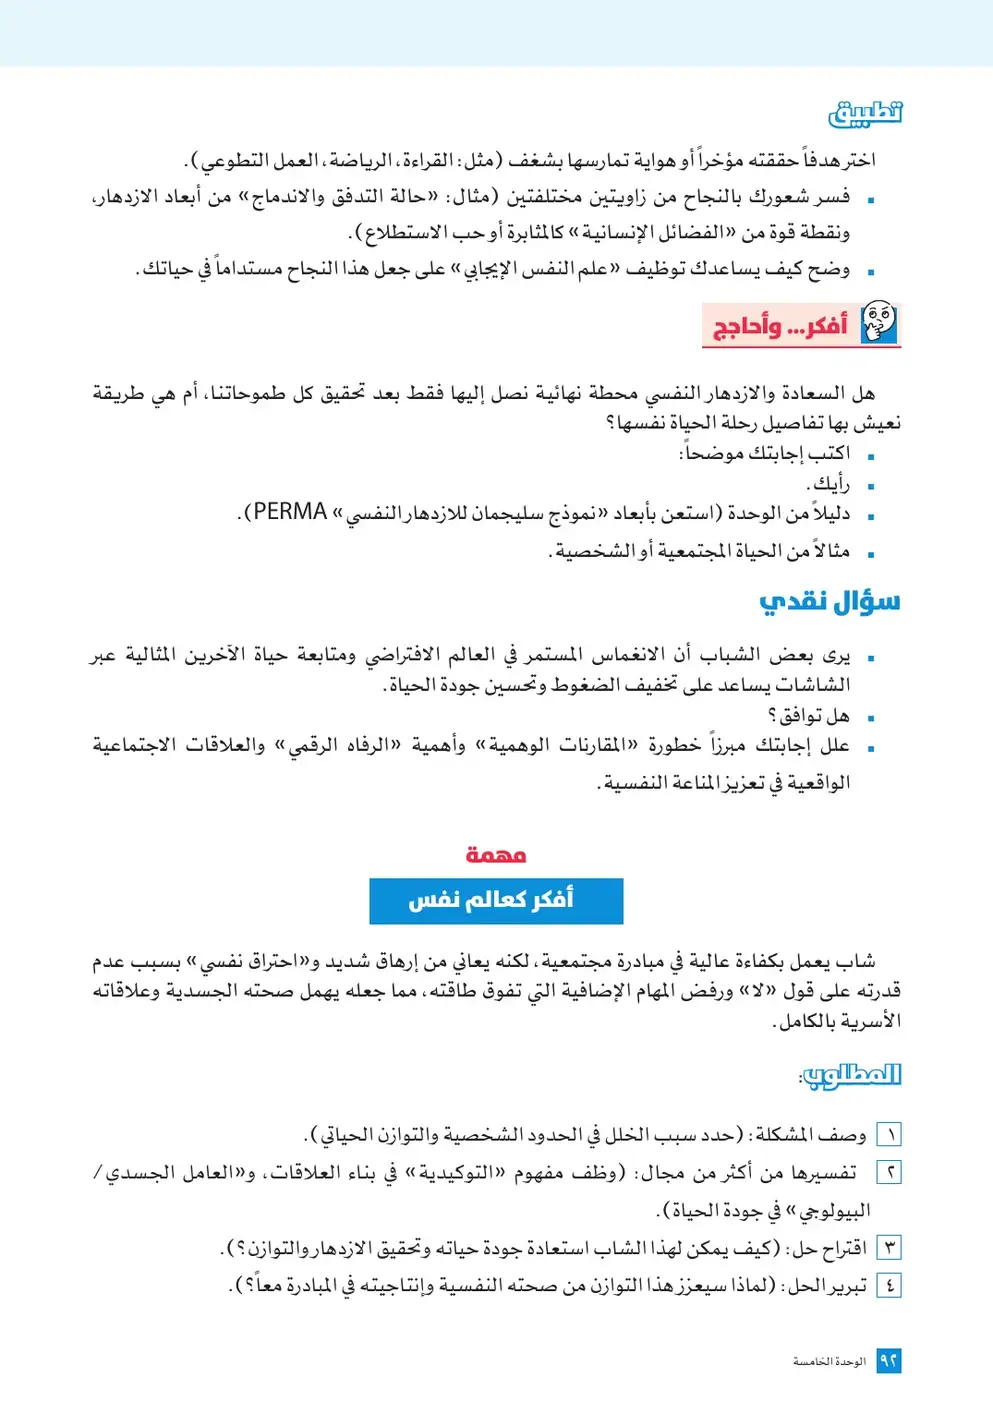 تطبيق
اختر هدفاً حققته مؤخراً أو هواية تمارسها بشغف (مثل: القراءة، الرياضة، العمل التطوعي).
▪ فسر شعورك بالنجاح من زاويتين مختلفتين (مثال: «حالة التدفق والاندماج» من أبعاد الازدهار،
ونقطة قوة من «الفضائل الإنسانية» كالمثابرة أو حب الاستطلاع).
▪ وضح كيف يساعدك توظيف «علم النفس الإيجابي» على جعل هذا النجاح مستداماً في حياتك.
أفكر... وأحاجج
هل السعادة والازدهار النفسي محطة نهائية نصل إليها فقط بعد تحقيق كل طموحاتنا، أم هي طريقة
نعيش بها تفاصيل رحلة الحياة نفسها؟
▪ اكتب إجابتك موضحاً:
▪ رأيك.
▪ دليلاً من الوحدة (استعن بأبعاد «نموذج سليجمان للازدهار النفسي» PERMA).
▪ مثالاً من الحياة المجتمعية أو الشخصية.
سؤال نقدي
▪ يرى بعض الشباب أن الانغماس المستمر في العالم الافتراضي ومتابعة حياة الآخرين المثالية عبر
الشاشات يساعد على تخفيف الضغوط وتحسين جودة الحياة.
▪ هل توافق؟
▪ علل إجابتك مبرزاً خطورة «المقارنات الوهمية» وأهمية «الرفاه الرقمي» والعلاقات الاجتماعية
الواقعية في تعزيز المناعة النفسية.
مهمة
أفكر كعالم نفس
شاب يعمل بكفاءة عالية في مبادرة مجتمعية، لكنه يعاني من إرهاق شديد و«احتراق نفسي» بسبب عدم
قدرته على قول «لا» ورفض المهام الإضافية التي تفوق طاقته، مما جعله يهمل صحته الجسدية وعلاقاته
الأسرية بالكامل.
المطلوب:
١ وصف المشكلة: (حدد سبب الخلل في الحدود الشخصية والتوازن الحياتي).
٢ تفسيرها من أكثر من مجال: (وظف مفهوم «التوكيدية» في بناء العلاقات، و«العامل الجسدي/
البيولوجي» في جودة الحياة).
٣ اقتراح حل: (كيف يمكن لهذا الشاب استعادة جودة حياته وتحقيق الازدهار والتوازن؟).
٤ تبرير الحل: (لماذا سيعزز هذا التوازن من صحته النفسية وإنتاجيته في المبادرة معاً؟).
٩٢ الوحدة الخامسة